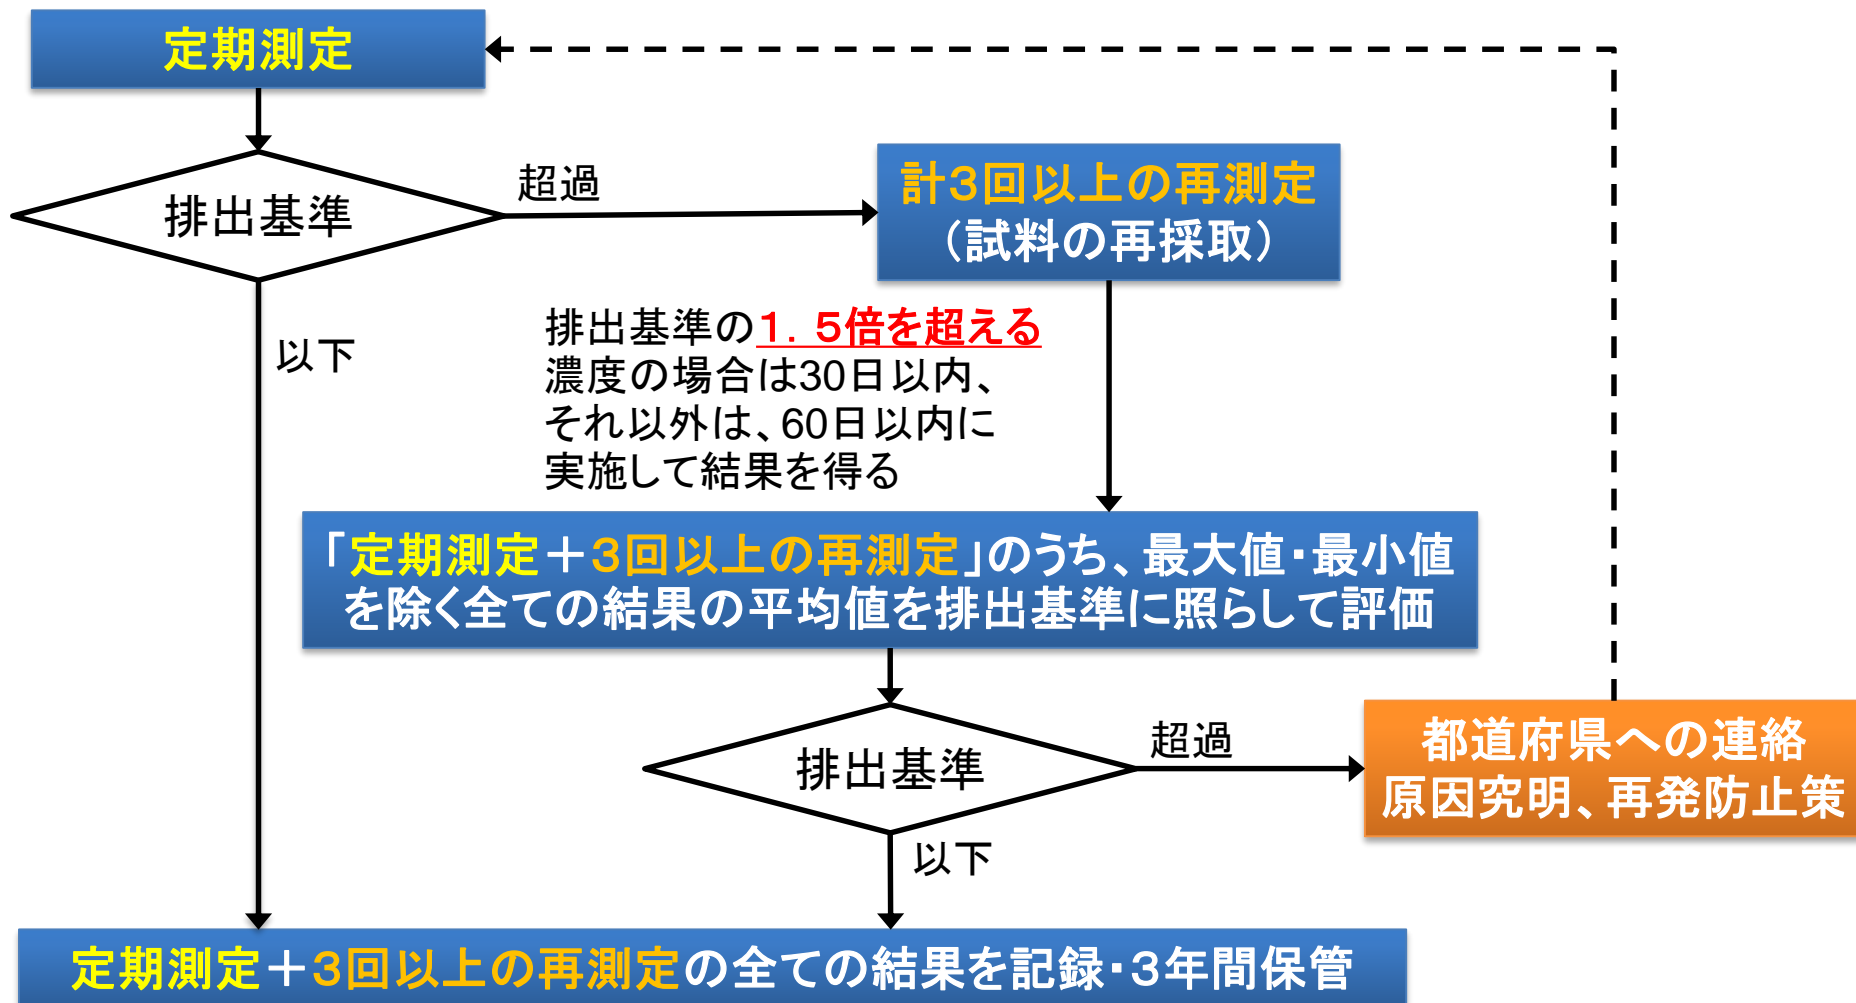 定期測定
排出基準
超過
計3回以上の再測定
（試料の再採取）
以下
排出基準の１．５倍を超える
濃度の場合は30日以内、
それ以外は、60日以内に
実施して結果を得る
「定期測定＋3回以上の再測定」のうち、最大値・最小値
を除く全ての結果の平均値を排出基準に照らして評価
排出基準
超過
都道府県への連絡
原因究明、再発防止策
以下
定期測定＋3回以上の再測定の全ての結果を記録・3年間保管